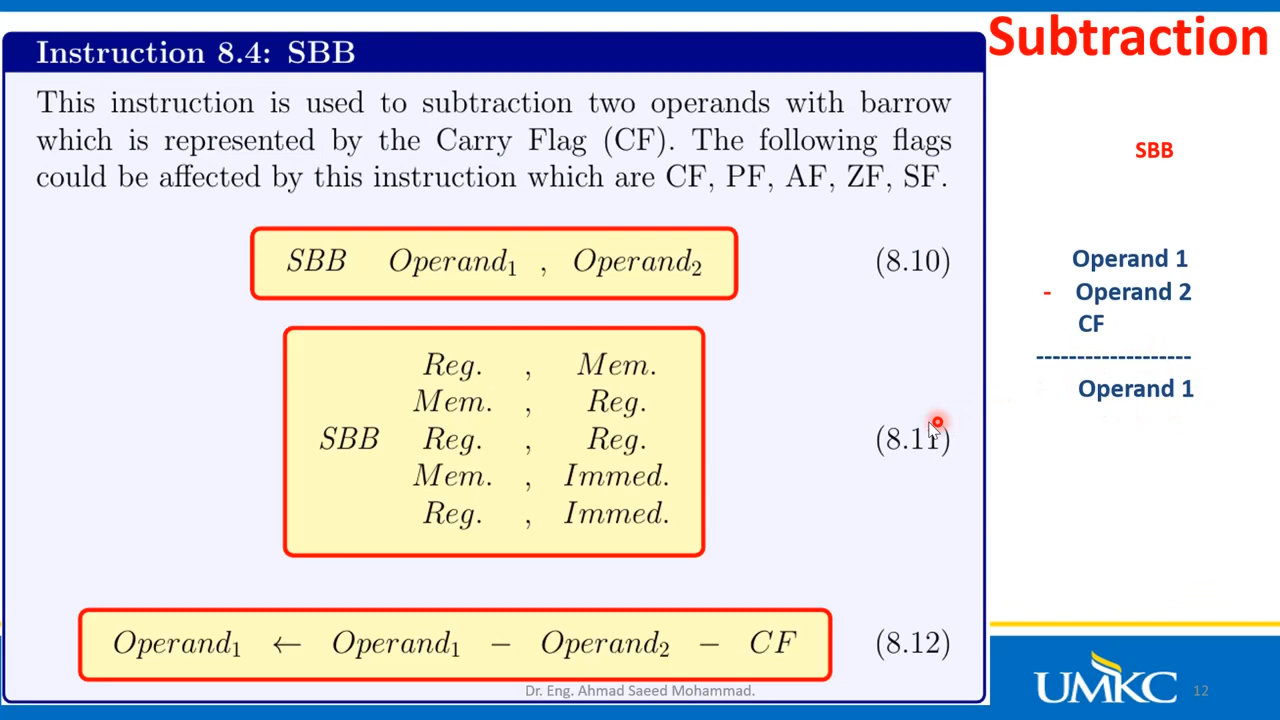 Subtraction
Instruction 8.4: SBB
This instruction is used to subtraction two operands with barrow
which is represented by the Carry Flag (CF). The following flags
could be affected by this instruction which are CF, PF, AF, ZF, SF.
SBB Operand₁ , Operand₂ (8.10)
Reg. , Mem.
Mem. , Reg.
SBB Reg. , Reg. (8.11)
Mem. , Immed.
Reg. , Immed.
Operand₁ ← Operand₁ − Operand₂ − CF (8.12)
SBB
Operand 1
- Operand 2
CF
-------------------
Operand 1
Dr. Eng. Ahmad Saeed Mohammad.
UMKC
12